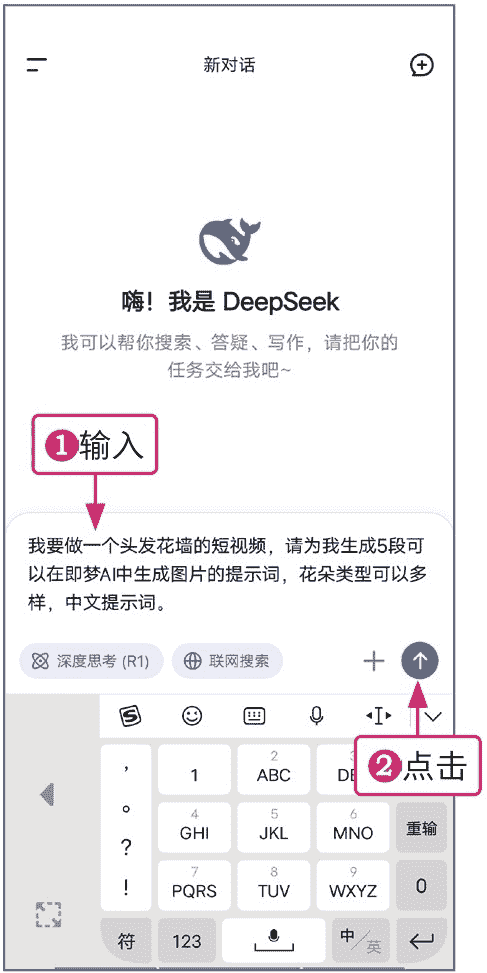 新对话
嗨！我是 DeepSeek
我可以帮你搜索、答疑、写作，请把你的
任务交给我吧~
❶输入
我要做一个头发花墙的短视频，请为我生成5段可
以在即梦AI中生成图片的提示词，花朵类型可以多
样，中文提示词。
深度思考 (R1)
联网搜索
❷点击
，
1
2
ABC
3
。
4
GHI
5
JKL
6
MNO
重输
？
！
7
PQRS
8
TUV
9
WXYZ
0
符
123
中/英